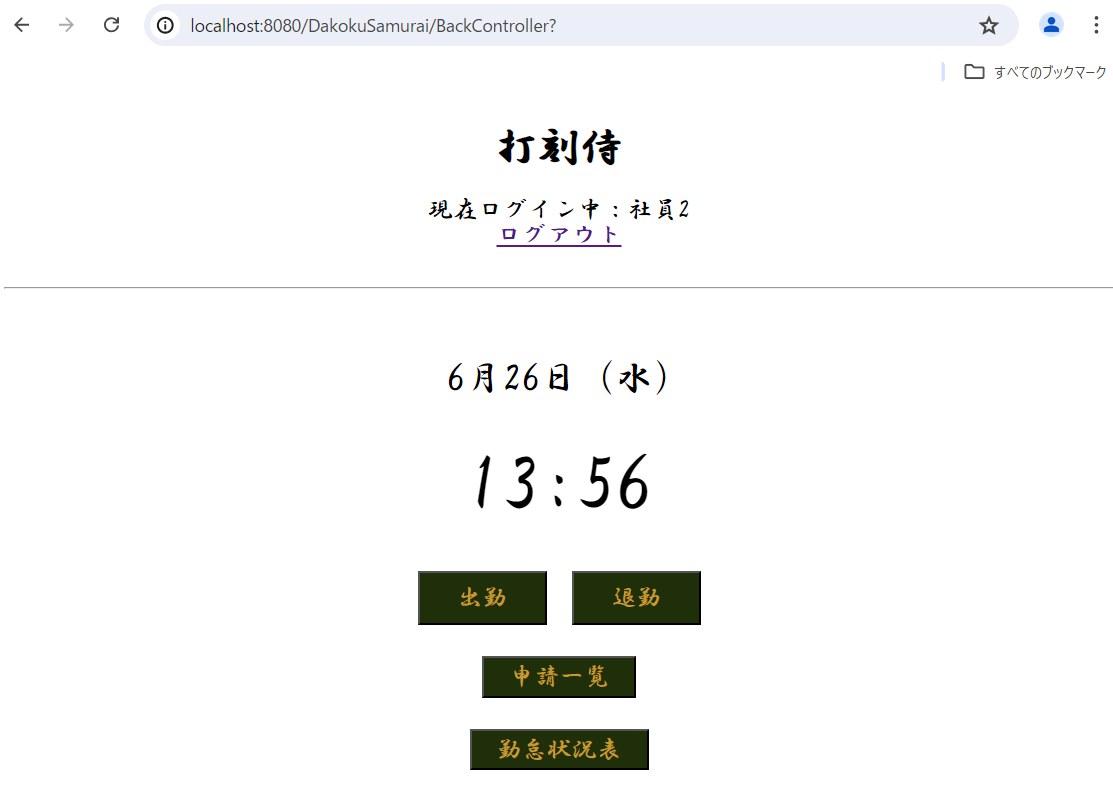 localhost:8080/DakokuSamurai/BackController?
すべてのブックマーク
打刻侍
現在ログイン中：社員2
ログアウト
6月26日（水）
13:56
出勤 退勤
申請一覧
勤怠状況表